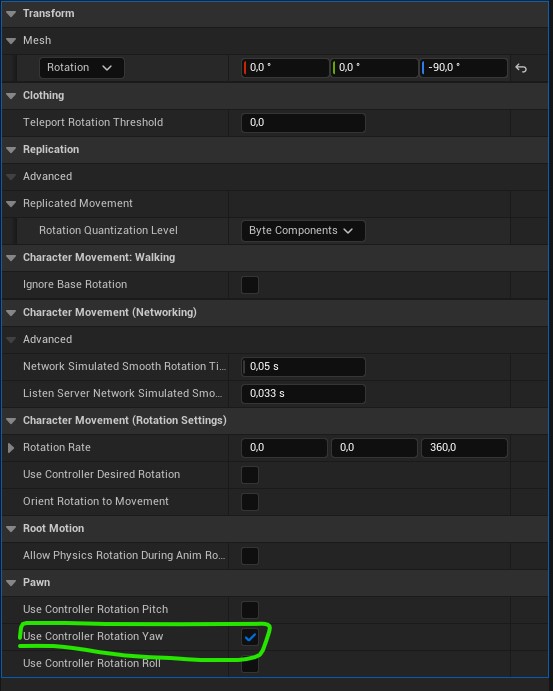 Transform
Mesh
Rotation 0,0 ° 0,0 ° -90,0 °
Clothing
Teleport Rotation Threshold 0,0
Replication
Advanced
Replicated Movement
Rotation Quantization Level Byte Components
Character Movement: Walking
Ignore Base Rotation
Character Movement (Networking)
Advanced
Network Simulated Smooth Rotation Ti... 0,05 s
Listen Server Network Simulated Smo... 0,033 s
Character Movement (Rotation Settings)
Rotation Rate 0,0 0,0 360,0
Use Controller Desired Rotation
Orient Rotation to Movement
Root Motion
Allow Physics Rotation During Anim Ro...
Pawn
Use Controller Rotation Pitch
Use Controller Rotation Yaw
Use Controller Rotation Roll